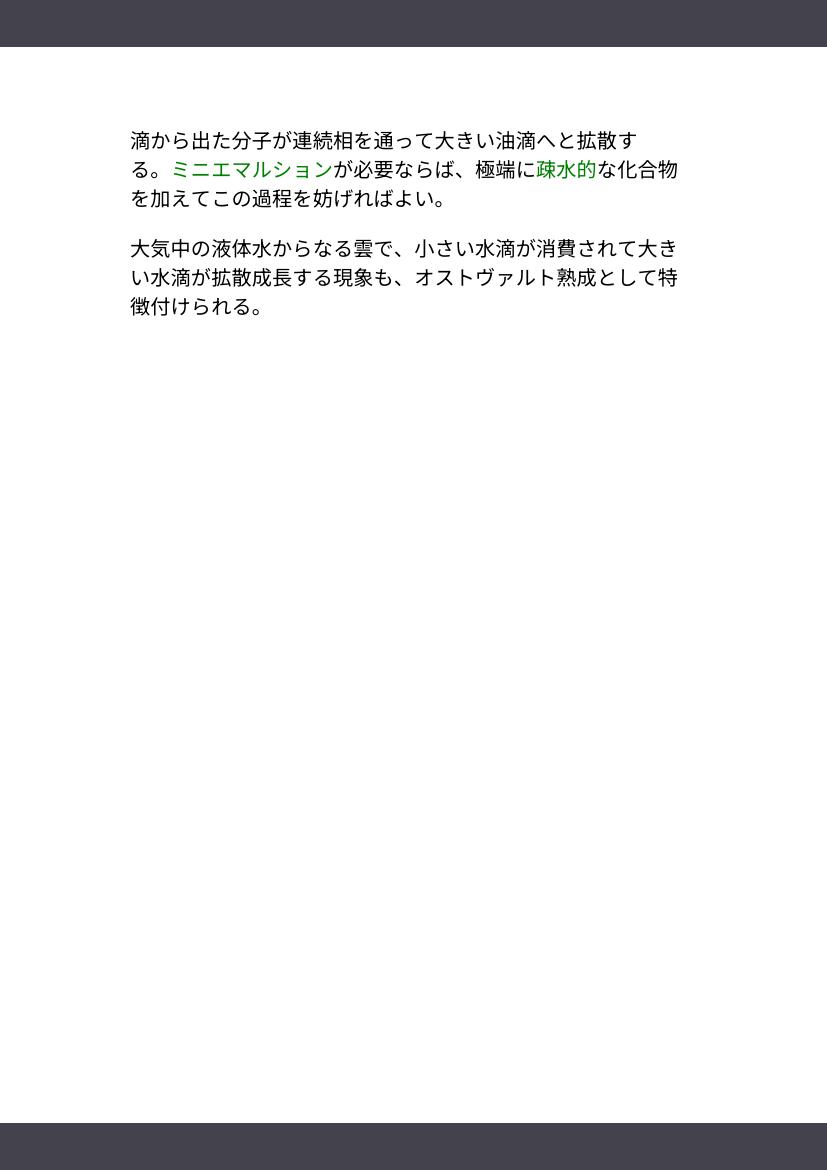 滴から出た分子が連続相を通って大きい油滴へと拡散す
る。ミニエマルションが必要ならば、極端に疎水的な化合物
を加えてこの過程を妨げればよい。
大気中の液体水からなる雲で、小さい水滴が消費されて大き
い水滴が拡散成長する現象も、オストヴァルト熟成として特
徴付けられる。